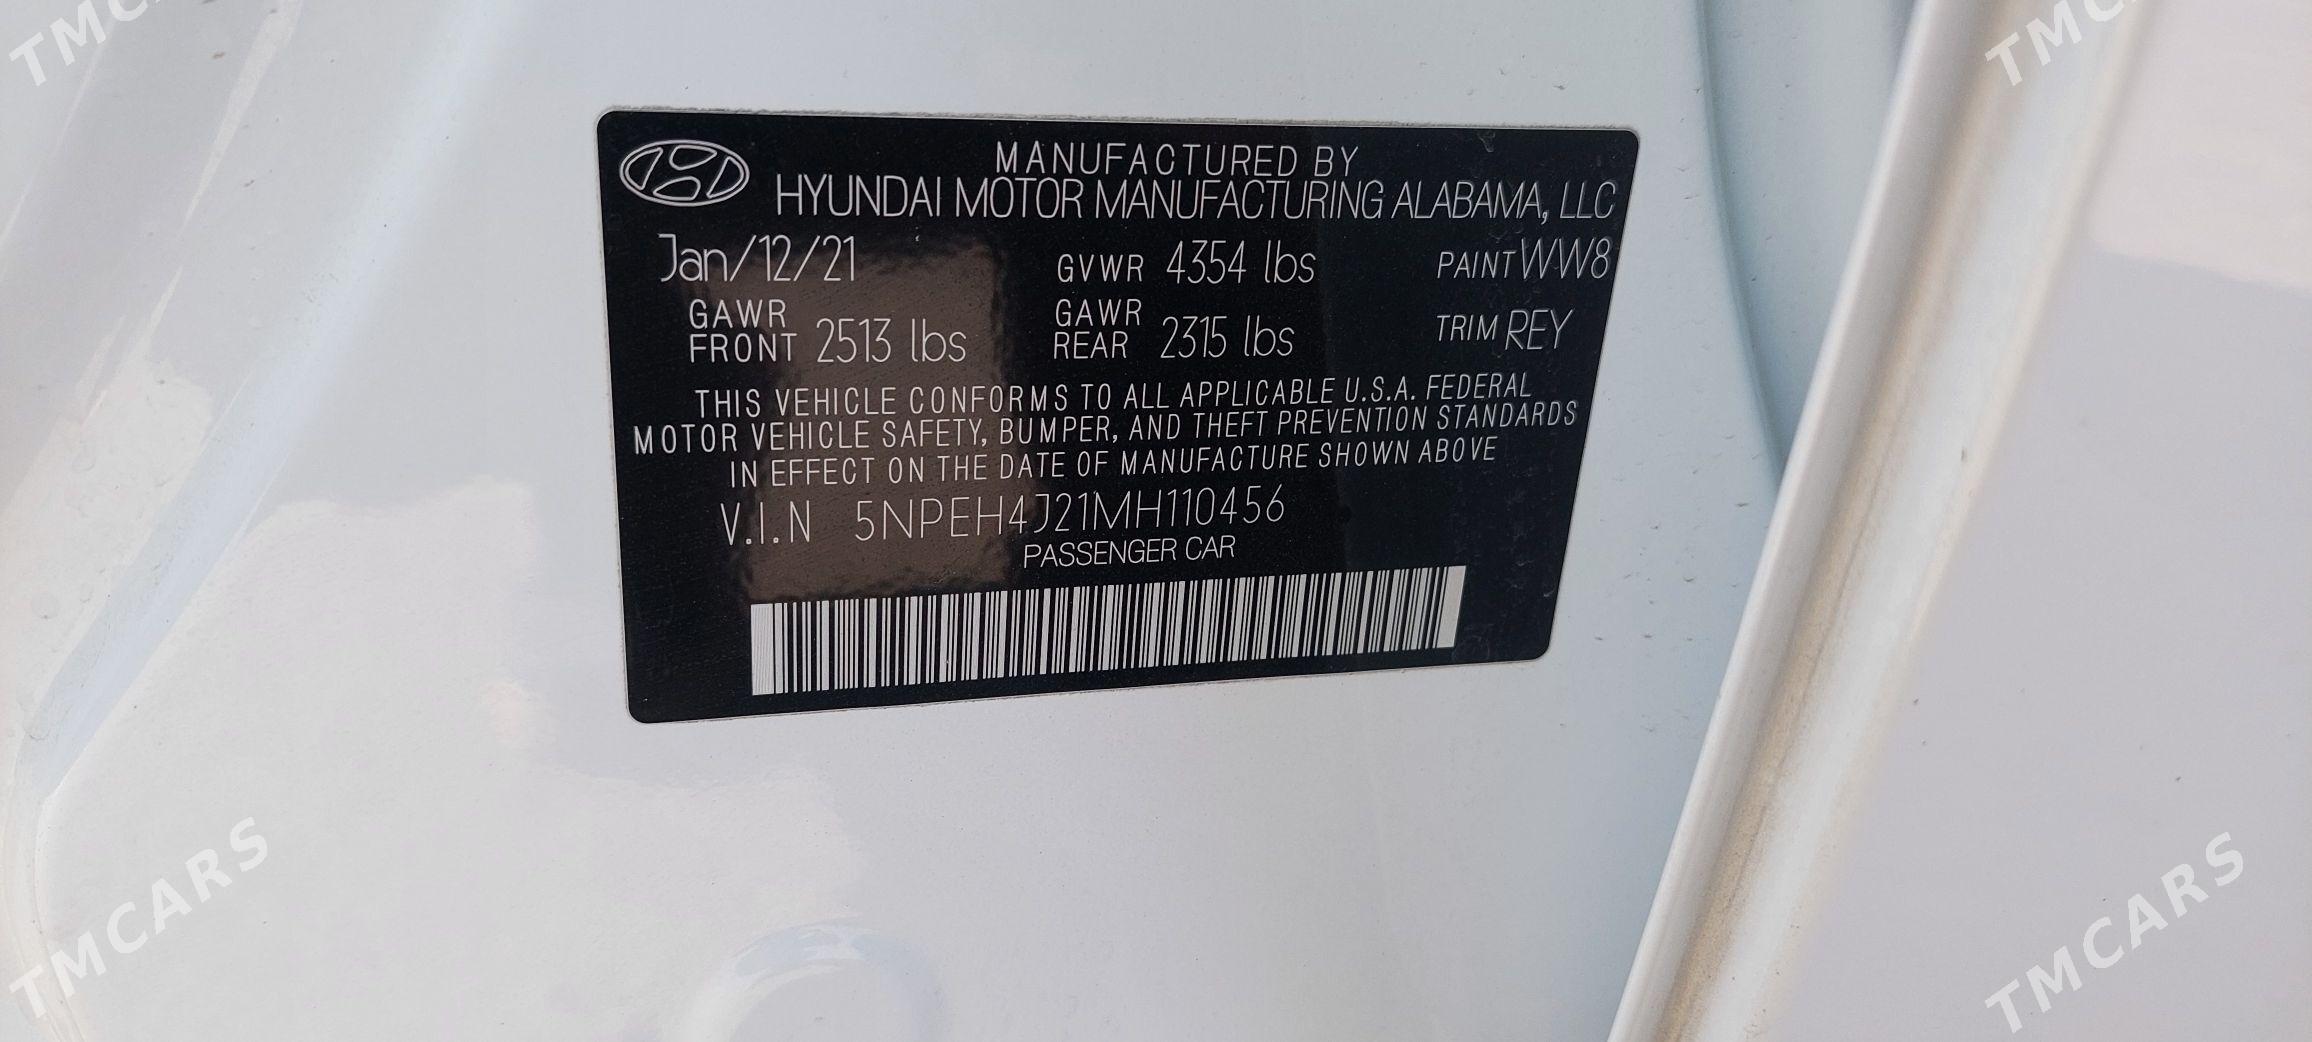 MANUFACTURED BY
HYUNDAI MOTOR MANUFACTURING ALABAMA, LLC
Jan/12/21 GVWR 4354 lbs PAINT WW8
GAWR FRONT 2513 lbs GAWR REAR 2315 lbs TRIM REY
THIS VEHICLE CONFORMS TO ALL APPLICABLE U.S.A. FEDERAL
MOTOR VEHICLE SAFETY, BUMPER, AND THEFT PREVENTION STANDARDS
IN EFFECT ON THE DATE OF MANUFACTURE SHOWN ABOVE
V.I.N 5NPEH4J21MH110456
PASSENGER CAR
TMCARS
TMCARS